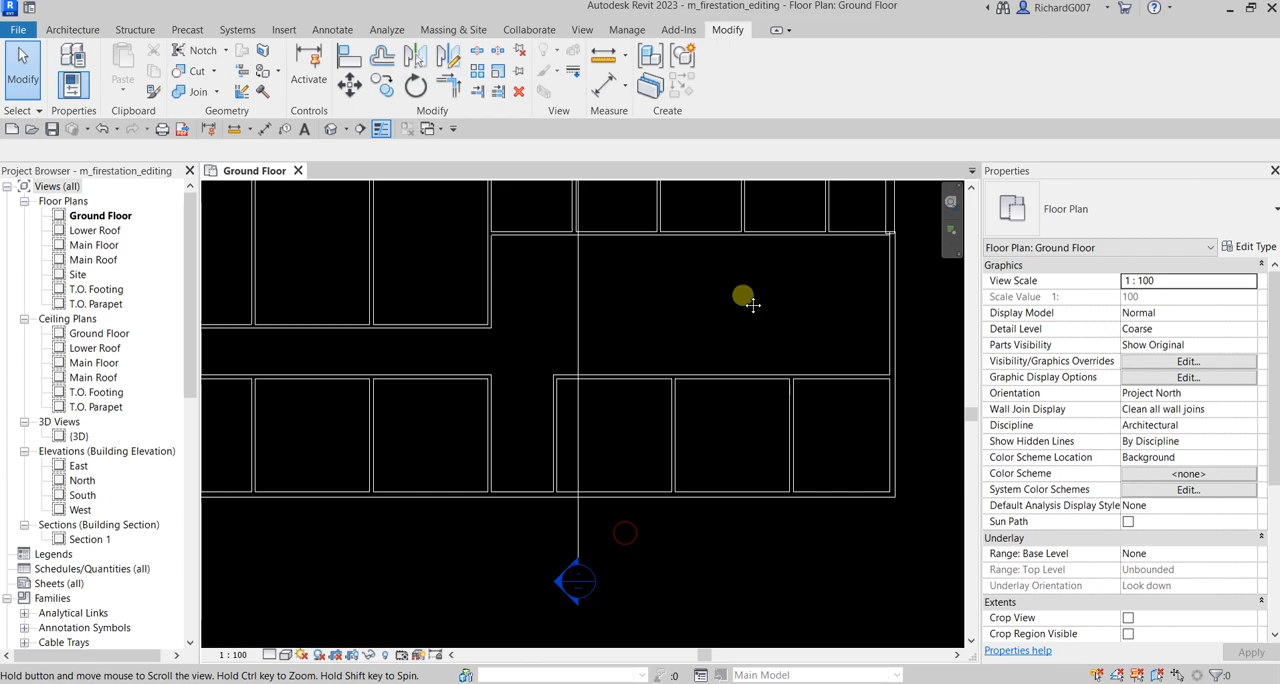 Autodesk Revit 2023 - m_firestation_editing - Floor Plan: Ground Floor
RichardG007
File Architecture Structure Precast Systems Insert Annotate Analyze Massing & Site Collaborate View Manage Add-Ins Modify
Modify
Paste
Notch
Cut
Join
Activate
Select Properties Clipboard Geometry Controls Modify View Measure Create
Project Browser - m_firestation_editing
Views (all)
Floor Plans
Ground Floor
Lower Roof
Main Floor
Main Roof
Site
T.O. Footing
T.O. Parapet
Ceiling Plans
Ground Floor
Lower Roof
Main Floor
Main Roof
T.O. Footing
T.O. Parapet
3D Views
{3D}
Elevations (Building Elevation)
East
North
South
West
Sections (Building Section)
Section 1
Legends
Schedules/Quantities (all)
Sheets (all)
Families
Analytical Links
Annotation Symbols
Cable Trays
Ground Floor
Properties
Floor Plan
Floor Plan: Ground Floor Edit Type
Graphics
View Scale 1 : 100
Scale Value 1: 100
Display Model Normal
Detail Level Coarse
Parts Visibility Show Original
Visibility/Graphics Overrides Edit...
Graphic Display Options Edit...
Orientation Project North
Wall Join Display Clean all wall joins
Discipline Architectural
Show Hidden Lines By Discipline
Color Scheme Location Background
Color Scheme <none>
System Color Schemes Edit...
Default Analysis Display Style None
Sun Path
Underlay
Range: Base Level None
Range: Top Level Unbounded
Underlay Orientation Look down
Extents
Crop View
Crop Region Visible
Properties help Apply
1 : 100
Hold button and move mouse to Scroll the view. Hold Ctrl key to Zoom. Hold Shift key to Spin.
:0 Main Model :0